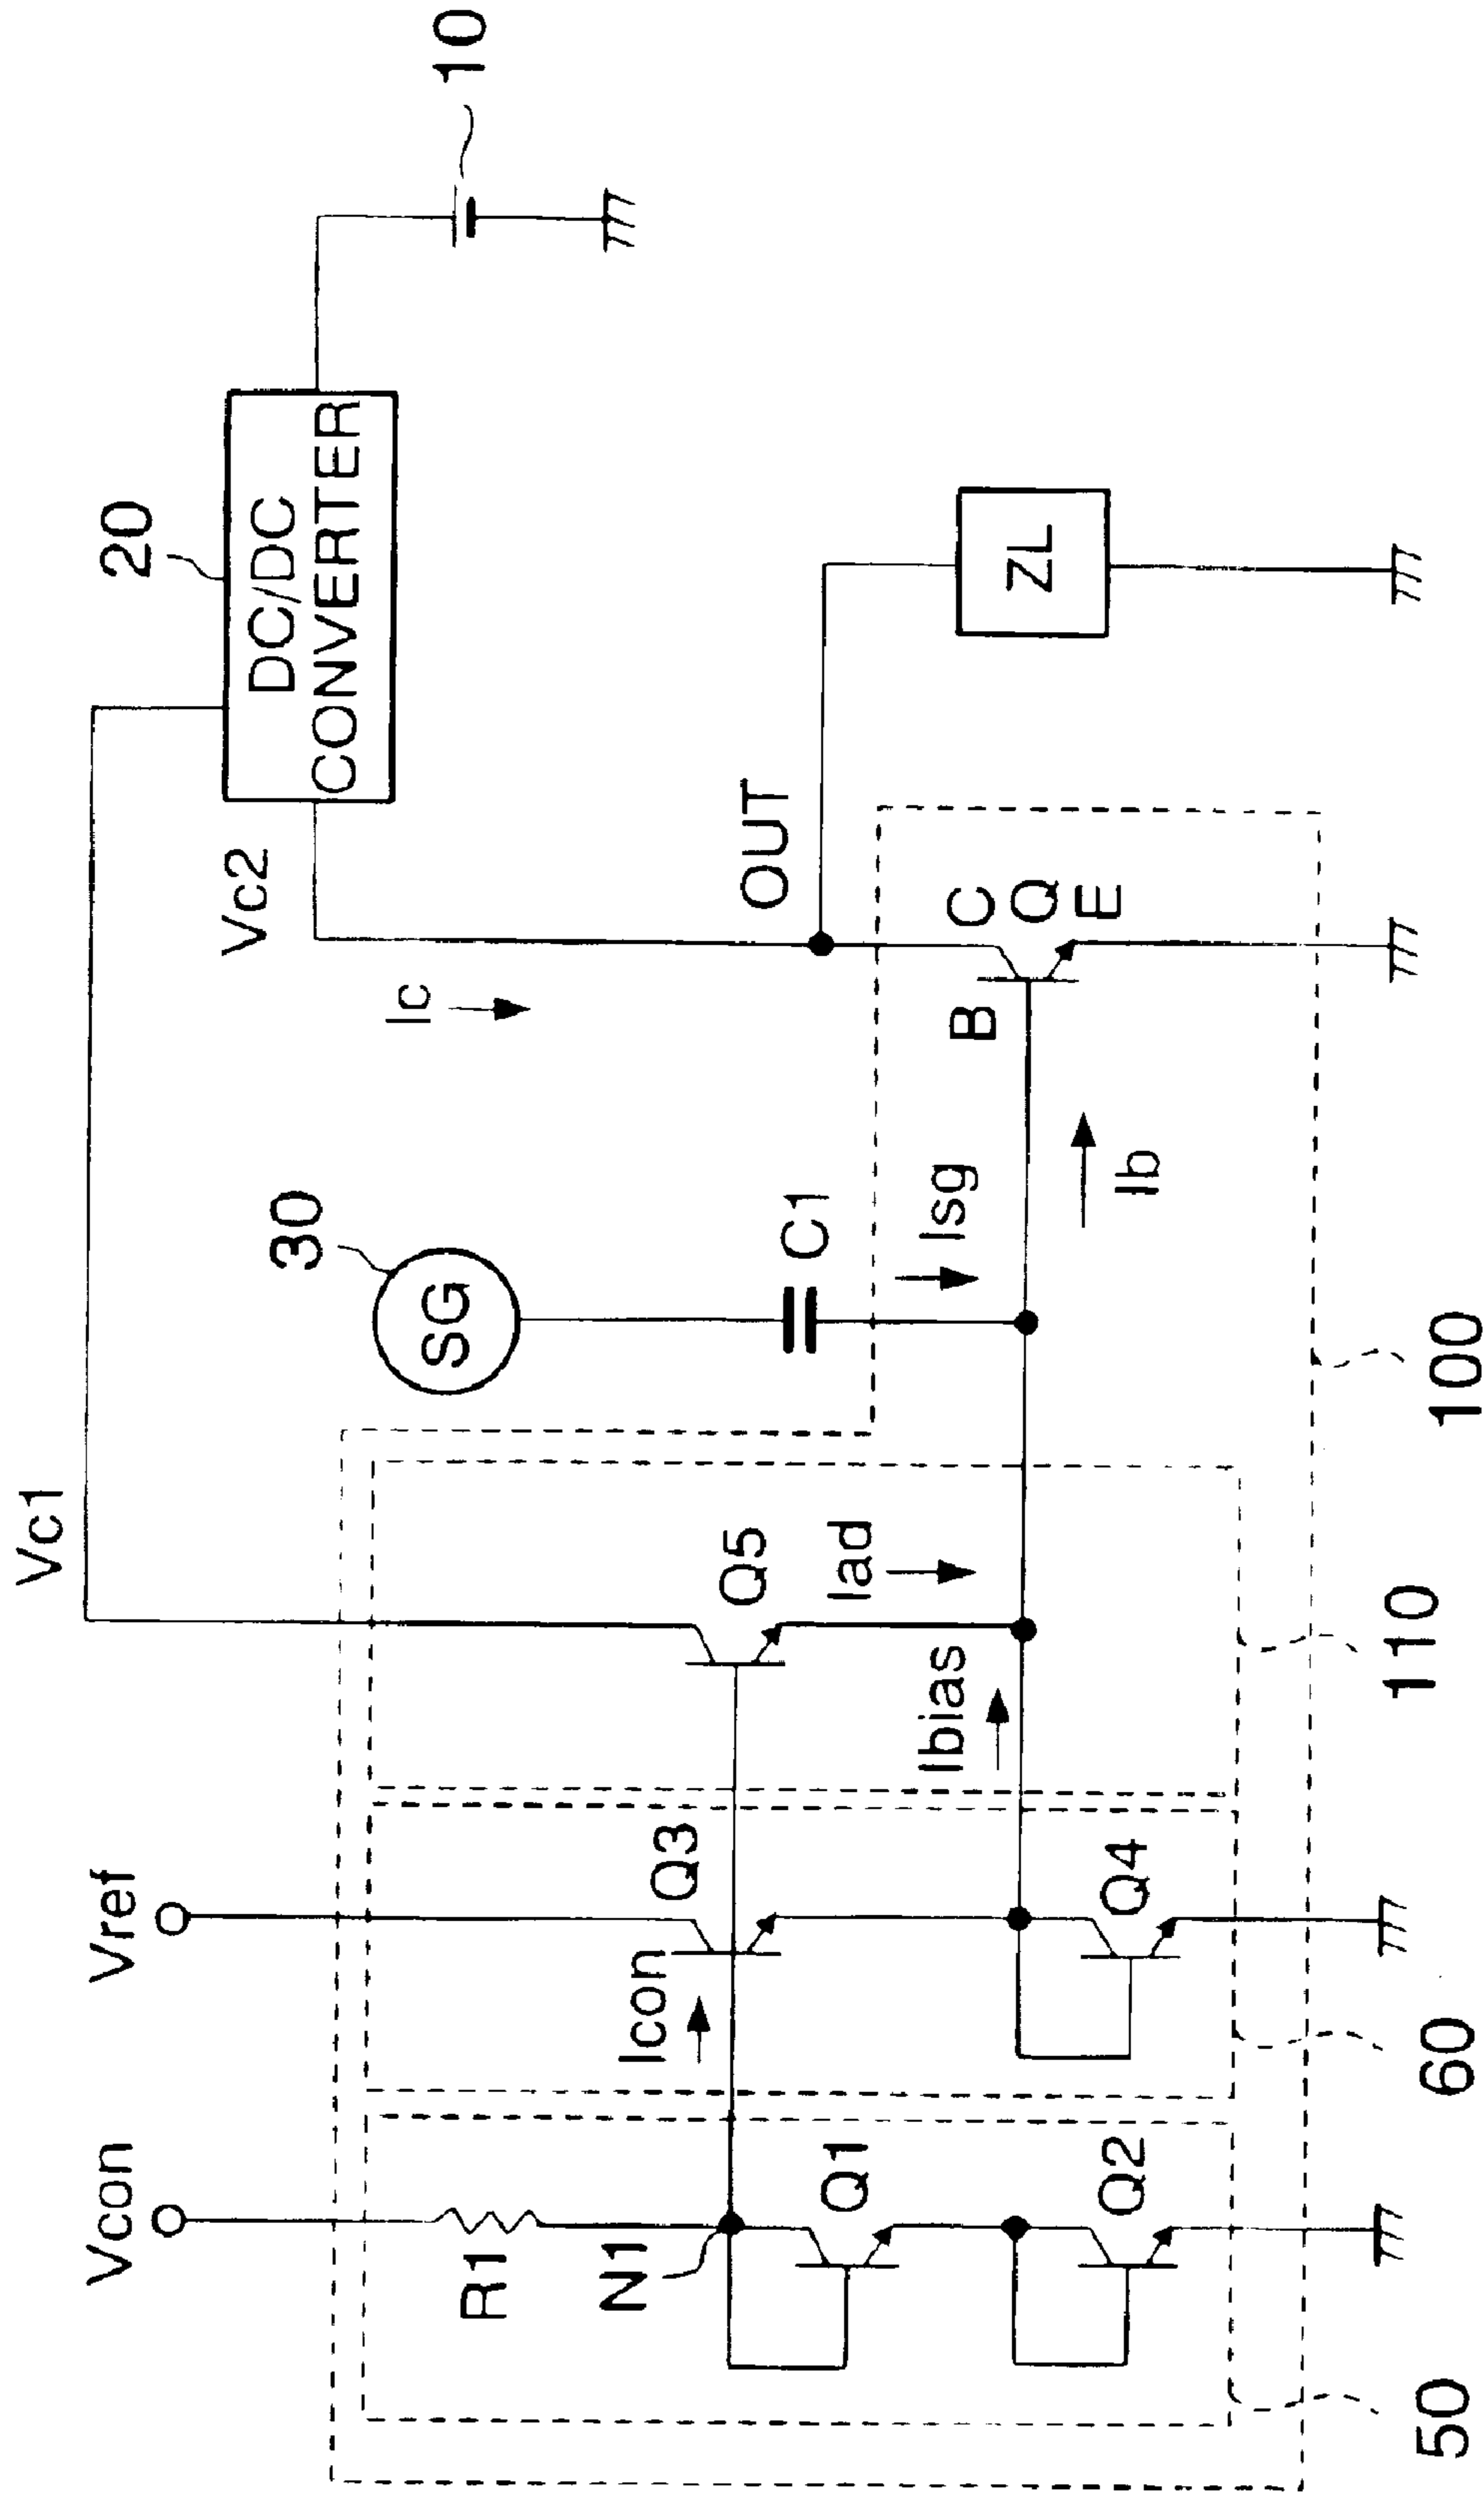 Vcon
Vref
Vc1
30
Vc2
20
DC/DC
CONVERTER
10
SG
Ic
R1
N1
Icon
Q3
Q5
C1
OUT
Q1
Iad
Ibias
Isg
B
C
Q
E
ZL
Q2
Q4
Ib
50
60
110
100